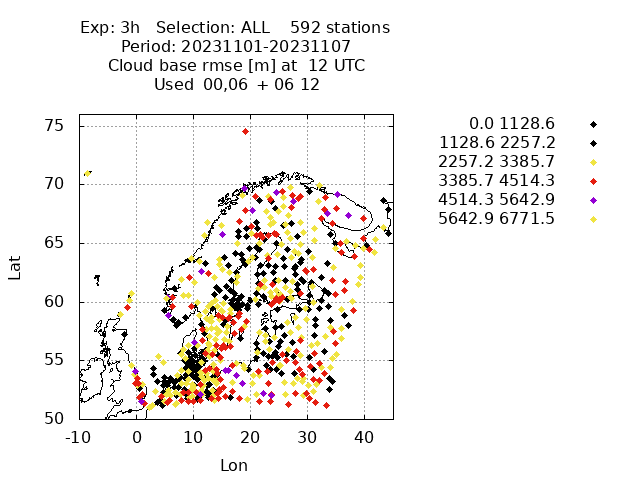 Exp: 3h   Selection: ALL    592 stations
Period: 20231101-20231107
Cloud base rmse [m] at  12 UTC
Used  00,06  + 06 12
0.0 1128.6
1128.6 2257.2
2257.2 3385.7
3385.7 4514.3
4514.3 5642.9
5642.9 6771.5
75
70
65
60
55
50
Lat
-10 0 10 20 30 40
Lon